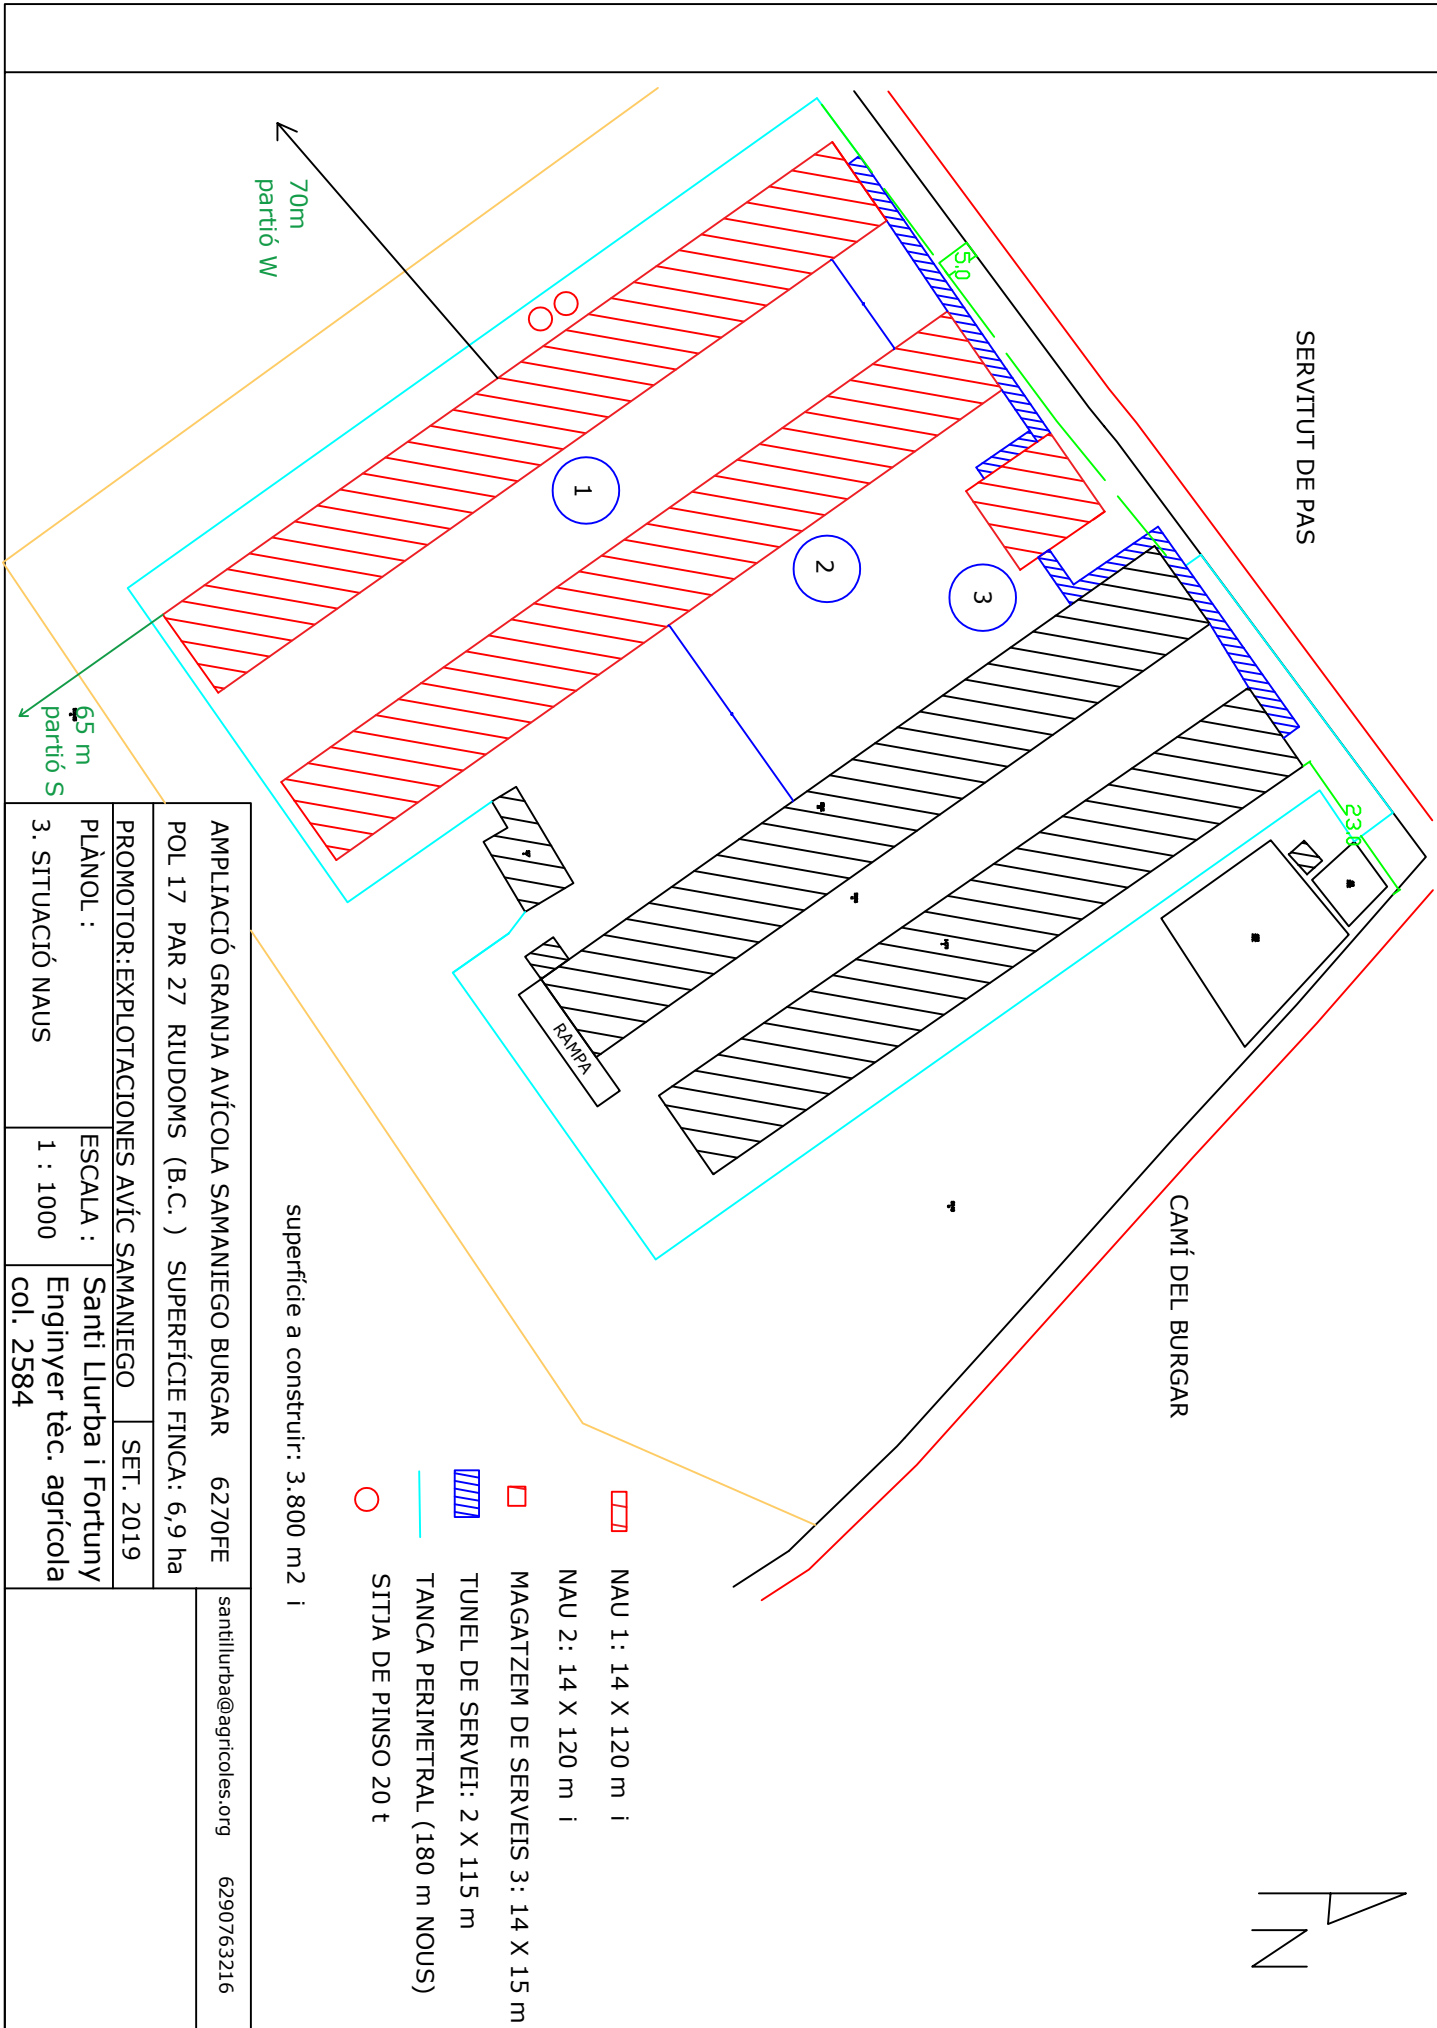 SERVITUT DE PAS
CAMÍ DEL BURGAR
5,0
70m
partió W
1
2
3
65 m
partió S
RAMPA
NAU 1: 14 X 120 m i
NAU 2: 14 X 120 m i
MAGATZEM DE SERVEIS 3: 14 X 15 m
TUNEL DE SERVEI: 2 X 115 m
TANCA PERIMETRAL (180 m NOUS)
SITJA DE PINSO 20 t
superfície a construir: 3.800 m2 i
AMPLIACIÓ GRANJA AVÍCOLA SAMANIEGO BURGAR 6270FE
POL 17 PAR 27 RIUDOMS (B.C. ) SUPERFÍCIE FINCA: 6,9 ha
PROMOTOR:EXPLOTACIONES AVÍC SAMANIEGO
SET. 2019
PLÀNOL :
3. SITUACIÓ NAUS
ESCALA :
1 : 1000
Santi Llurba i Fortuny
Enginyer tèc. agrícola
col. 2584
santillurba@agricoles.org 6290763216
N